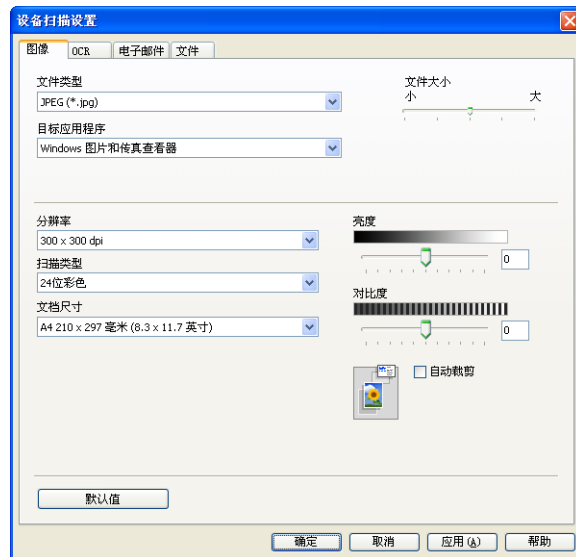 设备扫描设置
图像 OCR 电子邮件 文件
文件类型
JPEG (*.jpg)
目标应用程序
Windows 图片和传真查看器
文件大小
小 大
分辨率
300 x 300 dpi
扫描类型
24位彩色
文档尺寸
A4 210 x 297 毫米 (8.3 x 11.7 英寸)
亮度
0
对比度
0
自动裁剪
默认值
确定 取消 应用(A) 帮助